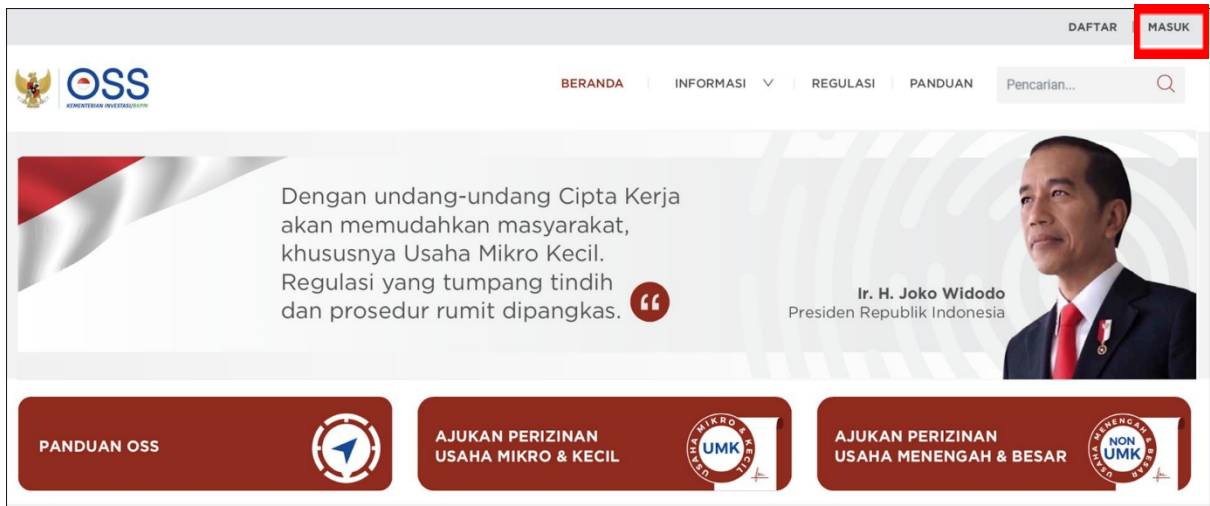 DAFTAR | MASUK
OSS
KEMENTERIAN INVESTASI/BKPM
BERANDA | INFORMASI | REGULASI | PANDUAN
Pencarian...
Dengan undang-undang Cipta Kerja
akan memudahkan masyarakat,
khususnya Usaha Mikro Kecil.
Regulasi yang tumpang tindih
dan prosedur rumit dipangkas.
Ir. H. Joko Widodo
Presiden Republik Indonesia
PANDUAN OSS
AJUKAN PERIZINAN
USAHA MIKRO & KECIL
USAHA MIKRO & KECIL
UMK
AJUKAN PERIZINAN
USAHA MENENGAH & BESAR
USAHA MENENGAH & BESAR
NON
UMK